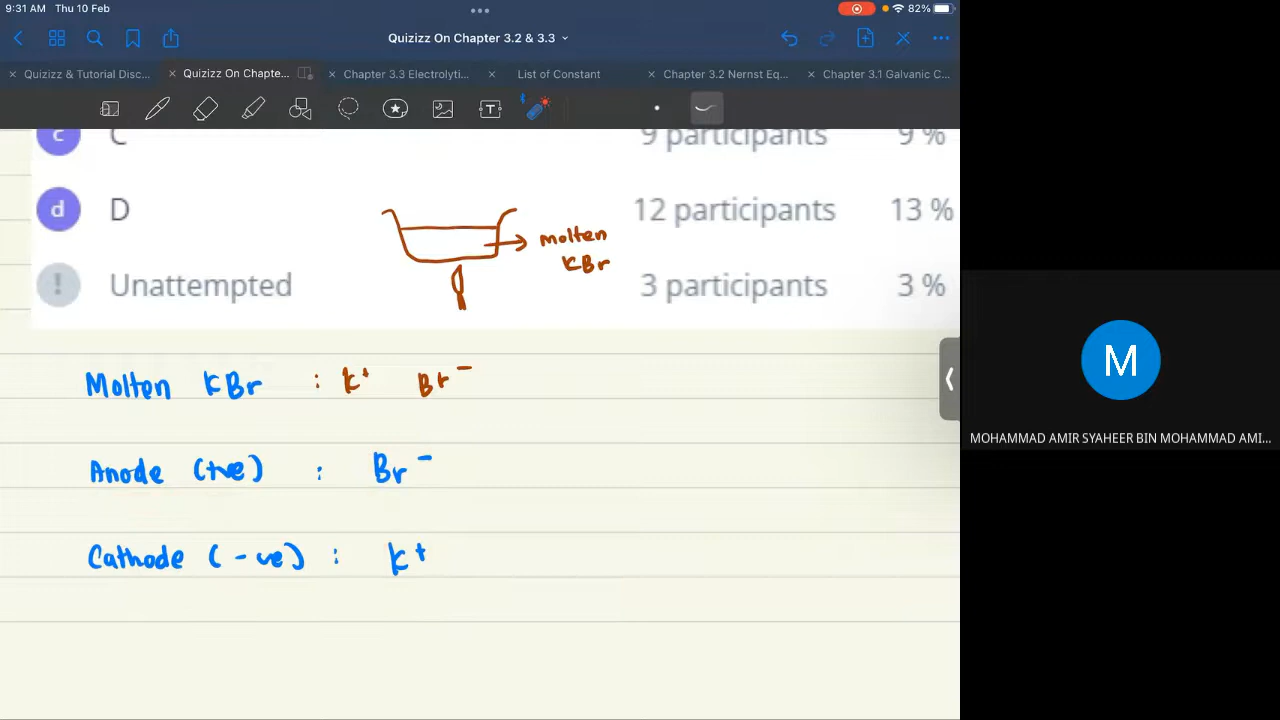 9:31 AM Thu 10 Feb
82%
Quizizz On Chapter 3.2 & 3.3
Quizizz & Tutorial Disc...
Quizizz On Chapte...
Chapter 3.3 Electrolyti...
List of Constant
Chapter 3.2 Nernst Eq...
Chapter 3.1 Galvanic C...
c C 9 participants 9 %
d D 12 participants 13 %
molten
KBr
! Unattempted 3 participants 3 %
Molten KBr : K+ Br-
Anode (+ve) : Br-
Cathode (-ve) : K+
M
MOHAMMAD AMIR SYAHEER BIN MOHAMMAD AMI...